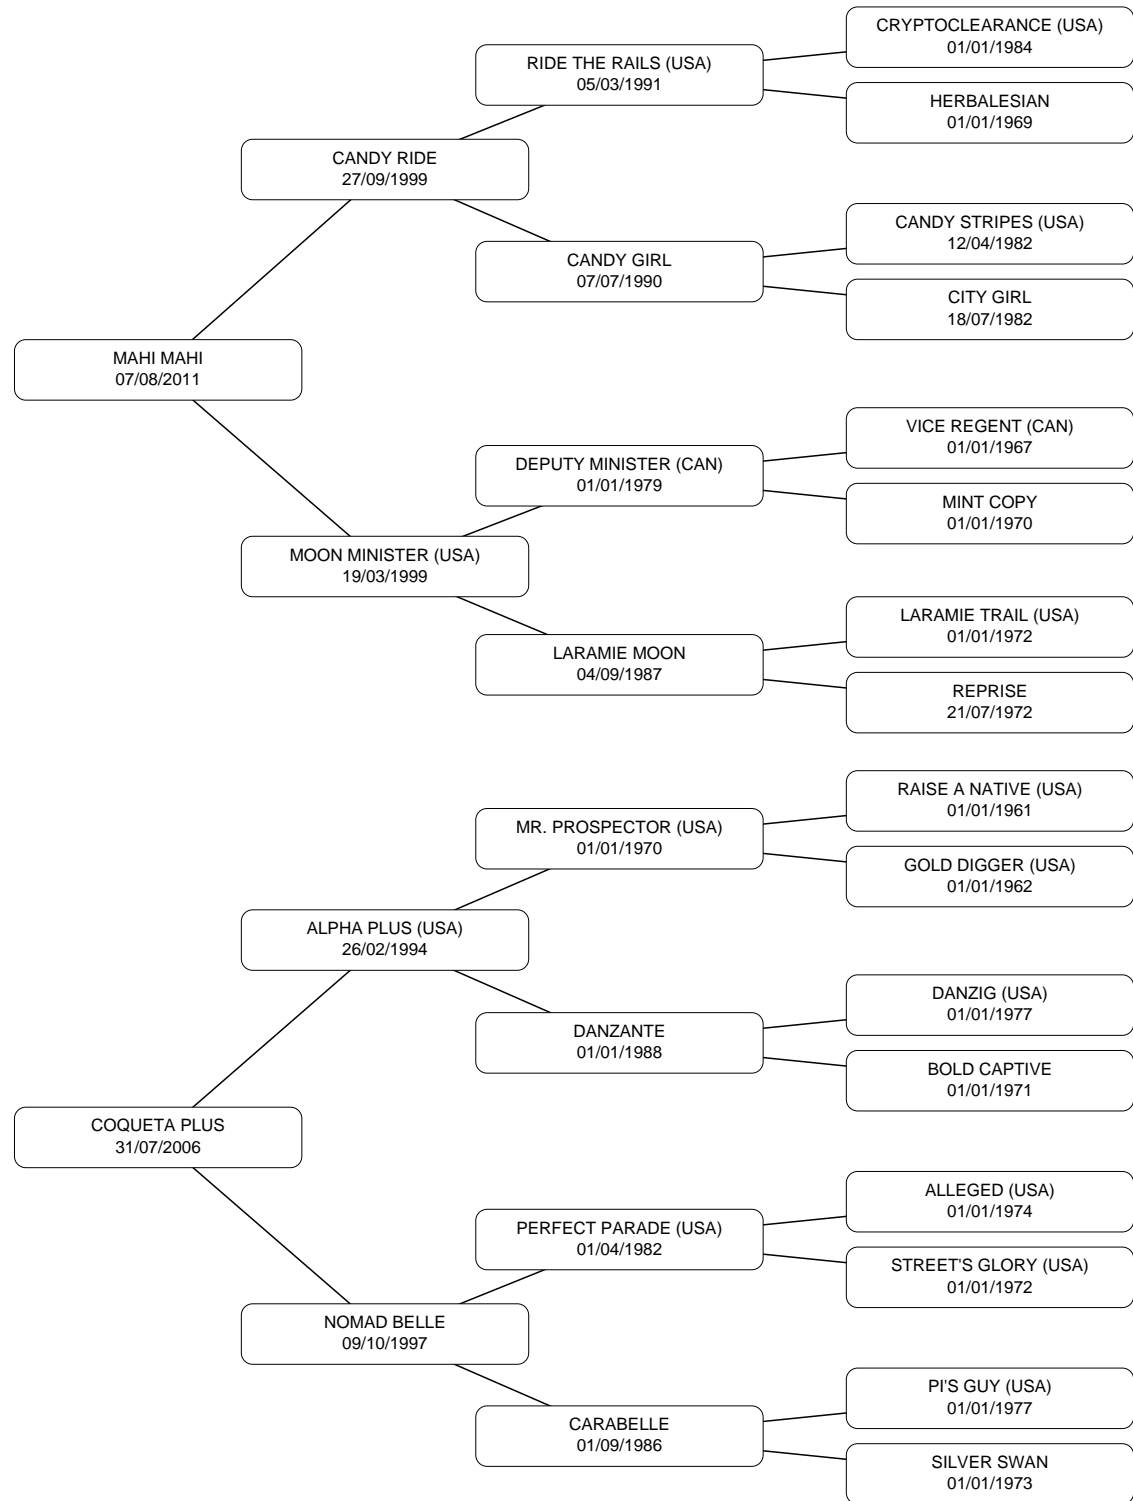 CRYPTOCLEARANCE (USA)
01/01/1984
RIDE THE RAILS (USA)
05/03/1991
HERBALESIAN
01/01/1969
CANDY RIDE
27/09/1999
CANDY STRIPES (USA)
12/04/1982
CANDY GIRL
07/07/1990
CITY GIRL
18/07/1982
MAHI MAHI
07/08/2011
VICE REGENT (CAN)
01/01/1967
DEPUTY MINISTER (CAN)
01/01/1979
MINT COPY
01/01/1970
MOON MINISTER (USA)
19/03/1999
LARAMIE TRAIL (USA)
01/01/1972
LARAMIE MOON
04/09/1987
REPRISE
21/07/1972
RAISE A NATIVE (USA)
01/01/1961
MR. PROSPECTOR (USA)
01/01/1970
GOLD DIGGER (USA)
01/01/1962
ALPHA PLUS (USA)
26/02/1994
DANZIG (USA)
01/01/1977
DANZANTE
01/01/1988
BOLD CAPTIVE
01/01/1971
COQUETA PLUS
31/07/2006
ALLEGED (USA)
01/01/1974
PERFECT PARADE (USA)
01/04/1982
STREET'S GLORY (USA)
01/01/1972
NOMAD BELLE
09/10/1997
PI'S GUY (USA)
01/01/1977
CARABELLE
01/09/1986
SILVER SWAN
01/01/1973